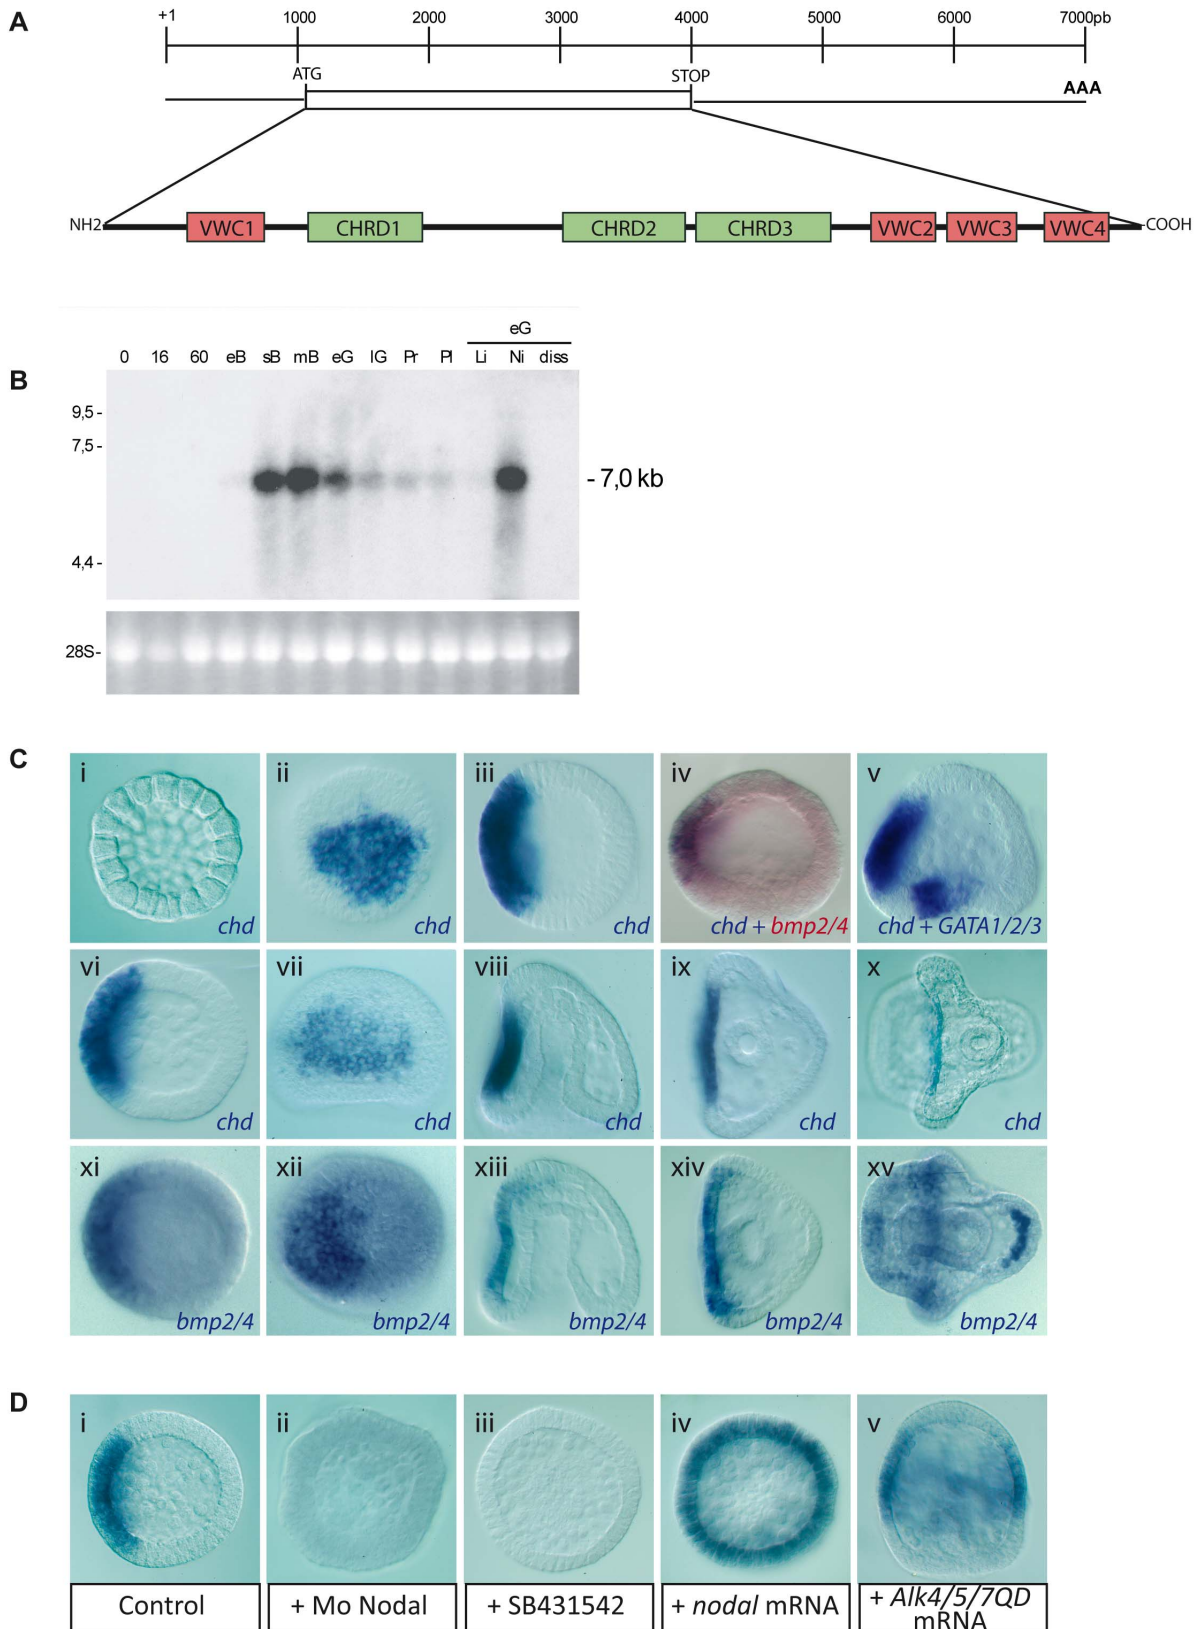 A
+1 1000 2000 3000 4000 5000 6000 7000pb
ATG STOP AAA
NH2 VWC1 CHRD1 CHRD2 CHRD3 VWC2 VWC3 VWC4 COOH
B
eG
0 16 60 eB sB mB eG lG Pr Pl Li Ni diss
9,5 -
7,5 -
- 7,0 kb
4,4 -
28S-
C
i ii iii iv v
chd chd chd chd + bmp2/4 chd + GATA1/2/3
vi vii viii ix x
chd chd chd chd chd
xi xii xiii xiv xv
bmp2/4 bmp2/4 bmp2/4 bmp2/4 bmp2/4
D
i ii iii iv v
Control + Mo Nodal + SB431542 + nodal mRNA + Alk4/5/7QD
mRNA